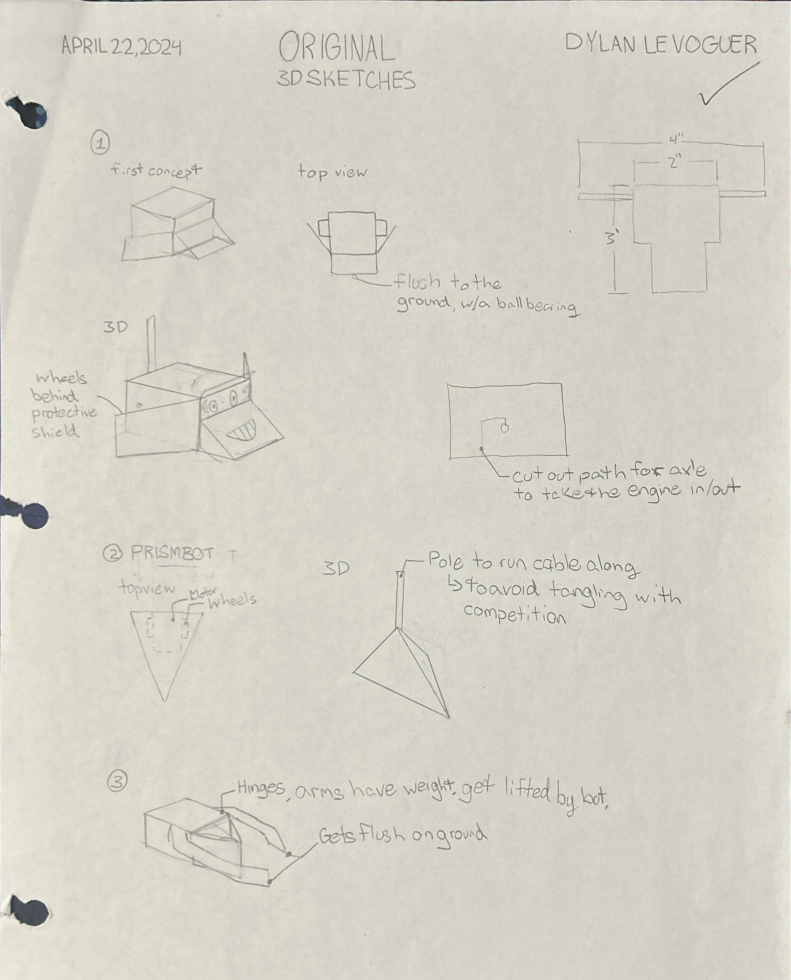 APRIL 22, 2024
ORIGINAL
3D SKETCHES
DYLAN LEVOGUER
1
first concept
top view
flush to the
ground, w/a ball bearing
4"
2"
3"
3D
wheels
behind
protective
shield
cut out path for axle
to take the engine in/out
2 PRISMBOT
topview
Motor
Wheels
3D
Pole to run cable along
↳ to avoid tangling with
competition
3
Hinges, arms have weight, get lifted by bot,
Gets flush on ground